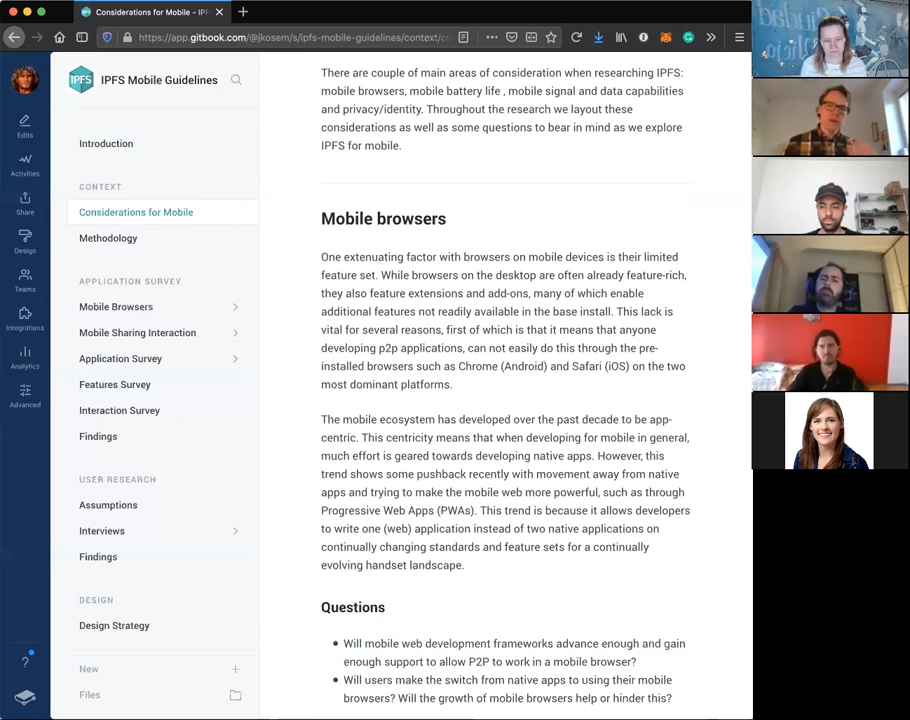 Considerations for Mobile - IPF
https://app.gitbook.com/@jkosem/s/ipfs-mobile-guidelines/context/co
IPFS
IPFS Mobile Guidelines
Edits
Activities
Share
Design
Teams
Integrations
Analytics
Advanced
Introduction
CONTEXT
Considerations for Mobile
Methodology
APPLICATION SURVEY
Mobile Browsers
Mobile Sharing Interaction
Application Survey
Features Survey
Interaction Survey
Findings
USER RESEARCH
Assumptions
Interviews
Findings
DESIGN
Design Strategy
New
Files
There are couple of main areas of consideration when researching IPFS:
mobile browsers, mobile battery life , mobile signal and data capabilities
and privacy/identity. Throughout the research we layout these
considerations as well as some questions to bear in mind as we explore
IPFS for mobile.
Mobile browsers
One extenuating factor with browsers on mobile devices is their limited
feature set. While browsers on the desktop are often already feature-rich,
they also feature extensions and add-ons, many of which enable
additional features not readily available in the base install. This lack is
vital for several reasons, first of which is that it means that anyone
developing p2p applications, can not easily do this through the pre-
installed browsers such as Chrome (Android) and Safari (iOS) on the two
most dominant platforms.
The mobile ecosystem has developed over the past decade to be app-
centric. This centricity means that when developing for mobile in general,
much effort is geared towards developing native apps. However, this
trend shows some pushback recently with movement away from native
apps and trying to make the mobile web more powerful, such as through
Progressive Web Apps (PWAs). This trend is because it allows developers
to write one (web) application instead of two native applications on
continually changing standards and feature sets for a continually
evolving handset landscape.
Questions
Will mobile web development frameworks advance enough and gain
enough support to allow P2P to work in a mobile browser?
Will users make the switch from native apps to using their mobile
browsers? Will the growth of mobile browsers help or hinder this?